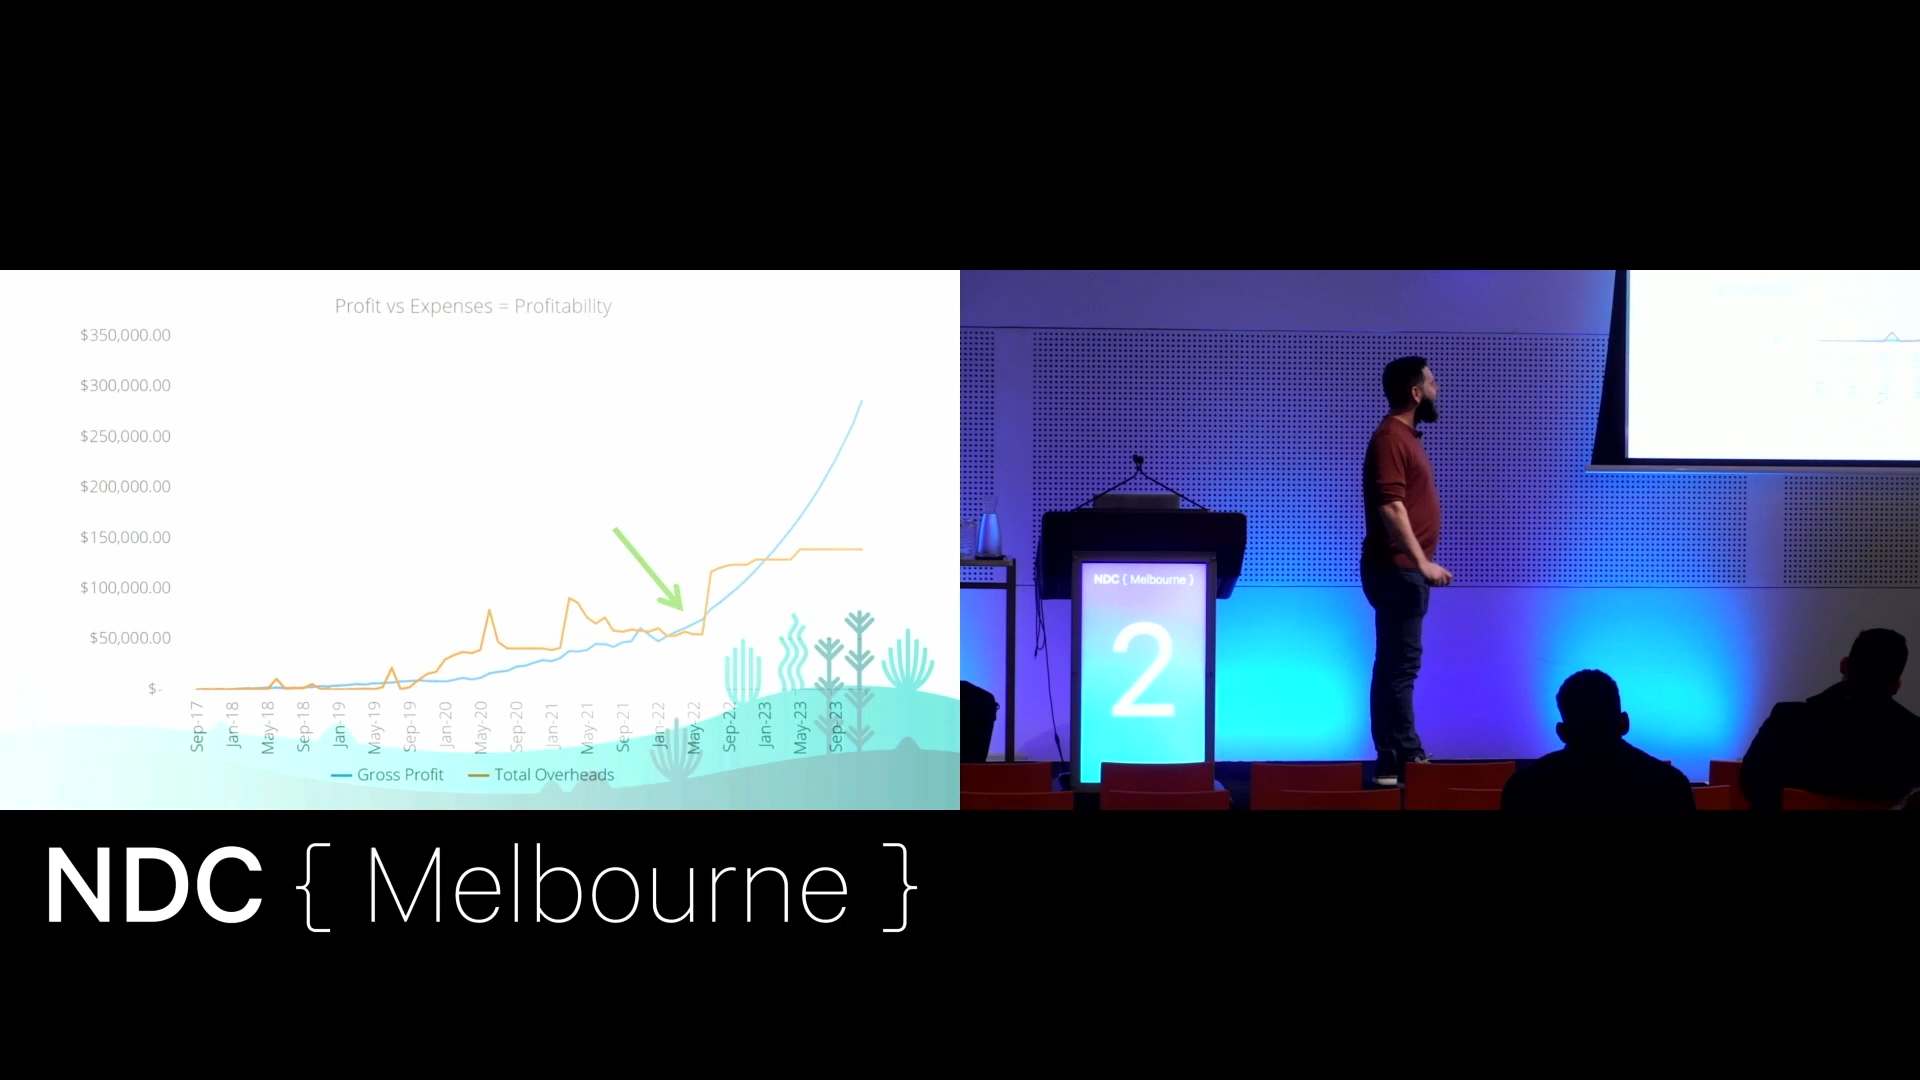 Profit vs Expenses = Profitability
$350,000.00
$300,000.00
$250,000.00
$200,000.00
$150,000.00
$100,000.00
$50,000.00
$-
Sep-17
Jan-18
May-18
Sep-18
Jan-19
May-19
Sep-19
Jan-20
May-20
Sep-20
Jan-21
May-21
Sep-21
Jan-22
May-22
Sep-22
Jan-23
May-23
Sep-23
Gross Profit
Total Overheads
NDC { Melbourne }
2
NDC { Melbourne }